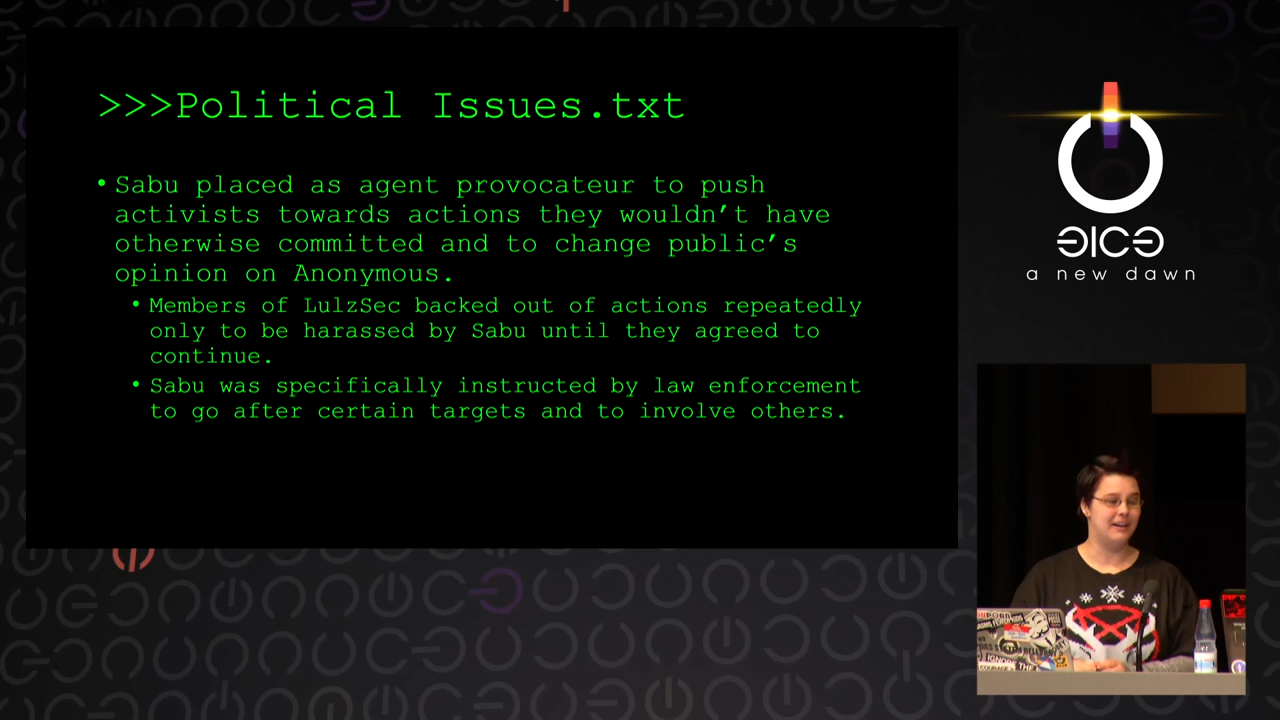 >>>Political Issues.txt
• Sabu placed as agent provocateur to push
activists towards actions they wouldn’t have
otherwise committed and to change public’s
opinion on Anonymous.
• Members of LulzSec backed out of actions repeatedly
only to be harassed by Sabu until they agreed to
continue.
• Sabu was specifically instructed by law enforcement
to go after certain targets and to involve others.
a new dawn
IGNORE THE